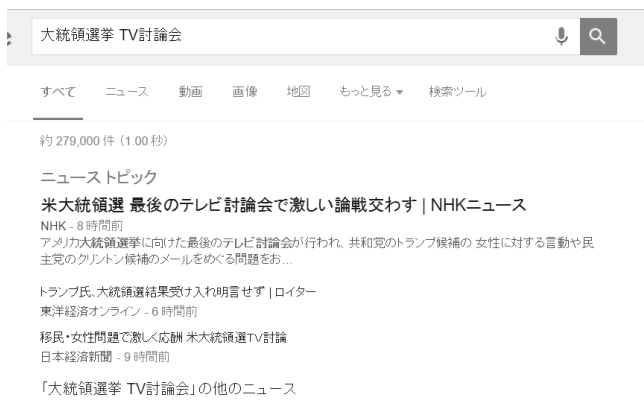 大統領選挙 TV討論会
すべて ニュース 動画 画像 地図 もっと見る 検索ツール
約 279,000 件 (1.00 秒)
ニューストピック
米大統領選 最後のテレビ討論会で激しい論戦交わす | NHKニュース
NHK - 8時間前
アメリカ大統領選挙に向けた最後のテレビ討論会が行われ、共和党のトランプ候補の 女性に対する言動や民
主党のクリントン候補のメールをめぐる問題をお...
トランプ氏、大統領選結果受け入れ明言せず | ロイター
東洋経済オンライン - 6時間前
移民・女性問題で激しく応酬 米大統領選TV討論
日本経済新聞 - 9時間前
「大統領選挙 TV討論会」の他のニュース